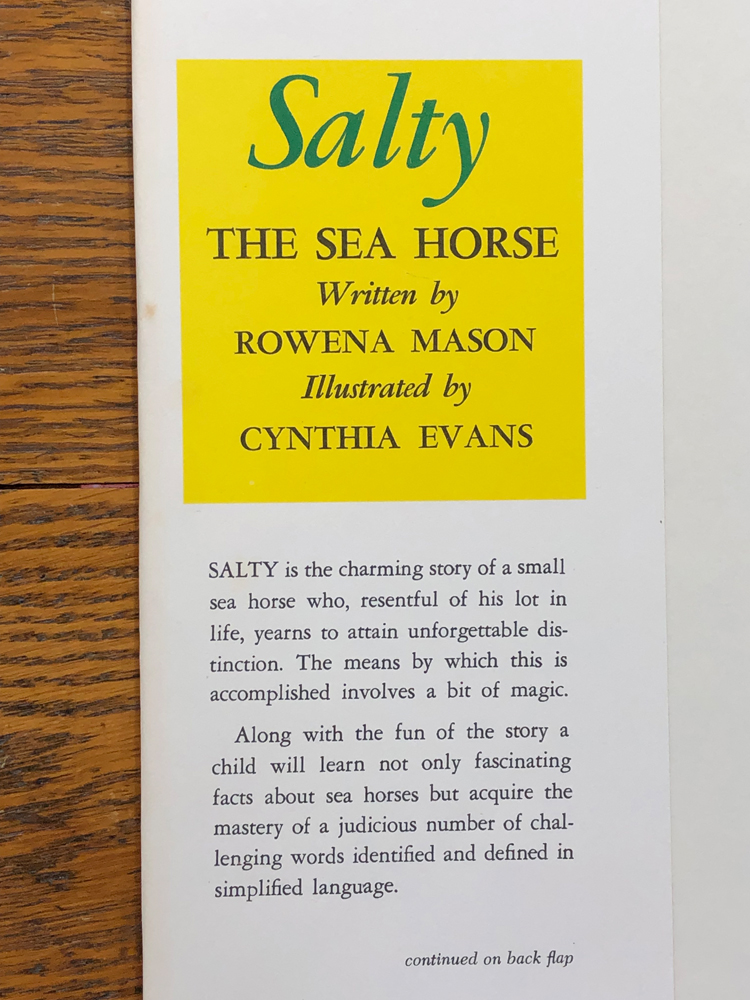 Salty
THE SEA HORSE
Written by
ROWENA MASON
Illustrated by
CYNTHIA EVANS
SALTY is the charming story of a small
sea horse who, resentful of his lot in
life, yearns to attain unforgettable dis-
tinction. The means by which this is
accomplished involves a bit of magic.
Along with the fun of the story a
child will learn not only fascinating
facts about sea horses but acquire the
mastery of a judicious number of chal-
lenging words identified and defined in
simplified language.
continued on back flap